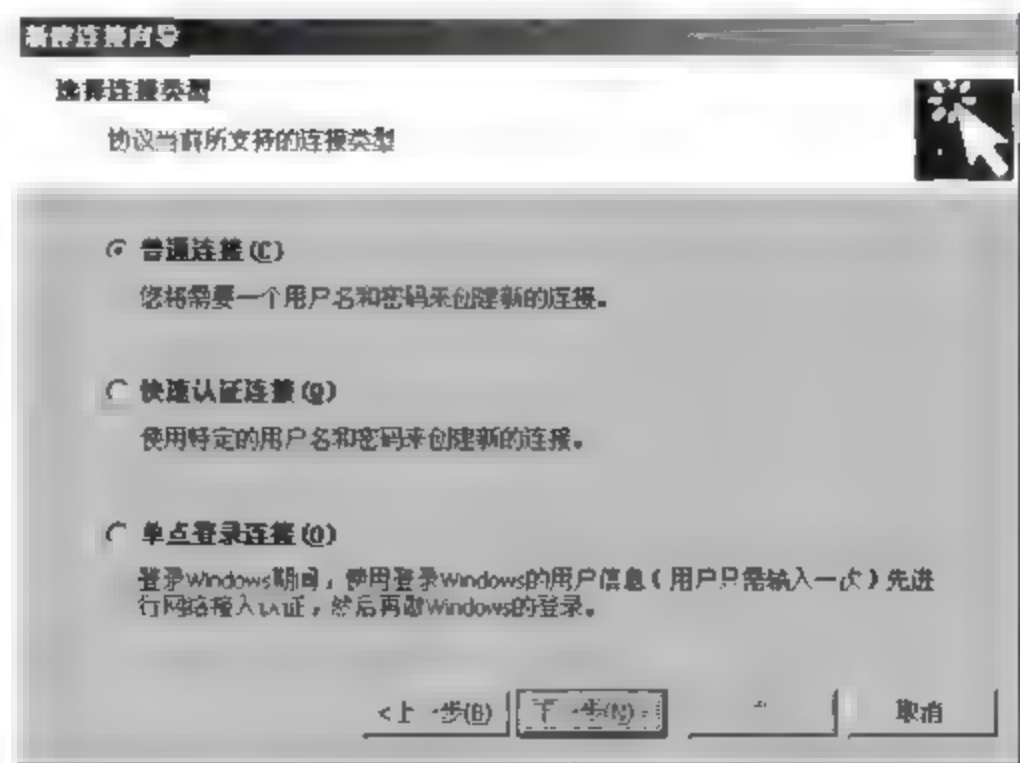 新建连接向导
选择连接类型
协议当前所支持的连接类型
普通连接(C)
您将需要一个用户名和密码来创建新的连接。
快速认证连接(Q)
使用特定的用户名和密码来创建新的连接。
单点登录连接(O)
登录Windows期间，使用登录Windows的用户信息(用户只需输入一次)先进
行网络接入认证，然后再做Windows的登录。
<上一步(B) 下一步(N)> 取消